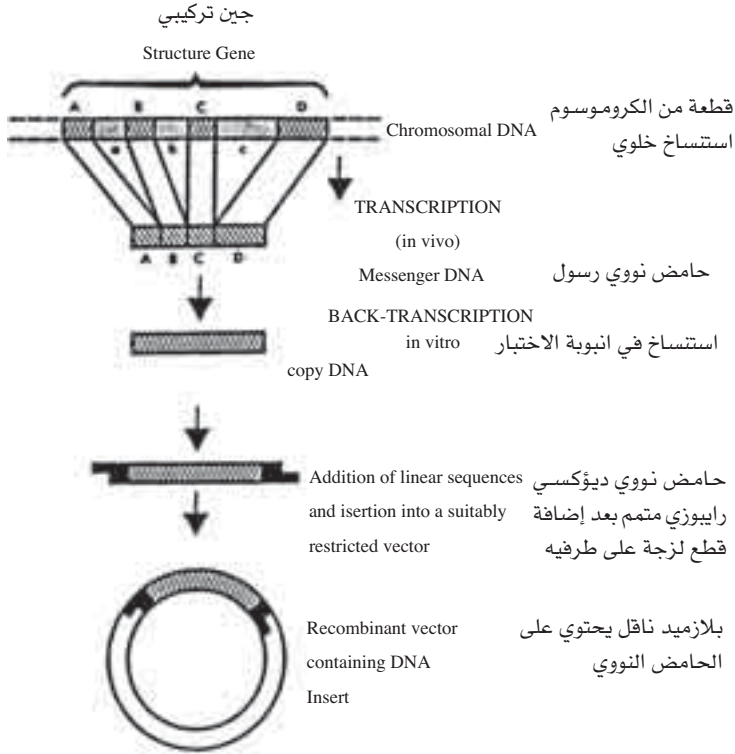 جين تركيبي
Structure Gene
A B C D
قطعة من الكروموسوم
Chromosomal DNA
استنساخ خلوي
a b c
TRANSCRIPTION
(in vivo)
A B C D
Messenger DNA حامض نووي رسول
BACK-TRANSCRIPTION
in vitro استنساخ في انبوبة الاختبار
copy DNA
Addition of linear sequences حامض نووي ديؤكسي
and isertion into a suitably رايبوزي متمم بعد إضافة
restricted vector قطع لزجة على طرفيه
Recombinant vector بلازميد ناقل يحتوي على
containing DNA الحامض النووي
Insert